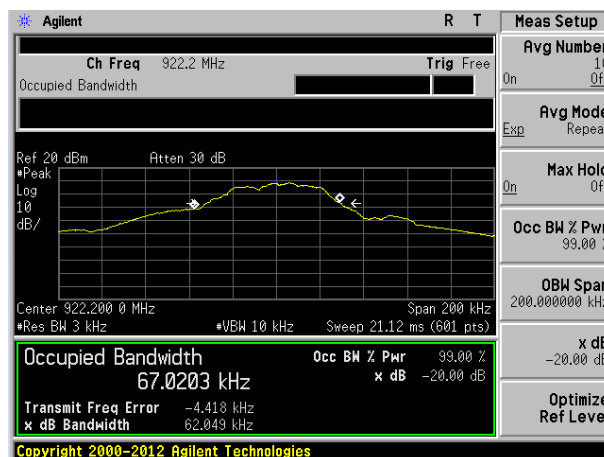 Agilent R T Meas Setup
Ch Freq 922.2 MHz Trig Free
Occupied Bandwidth
Avg Number
On
Avg Mode
Exp Repea
Max Hold
On
Occ BW % Pwr
99.00 %
OBW Span
200.000000 kHz
x dB
-20.00 dB
Optimize
Ref Level
Ref 20 dBm Atten 30 dB
#Peak
Log
10
dB/
Center 922.200 0 MHz Span 200 kHz
#Res BW 3 kHz #VBW 10 kHz Sweep 21.12 ms (601 pts)
Occupied Bandwidth Occ BW % Pwr 99.00 %
67.0203 kHz x dB -20.00 dB
Transmit Freq Error -4.418 kHz
x dB Bandwidth 62.049 kHz
Copyright 2000-2012 Agilent Technologies